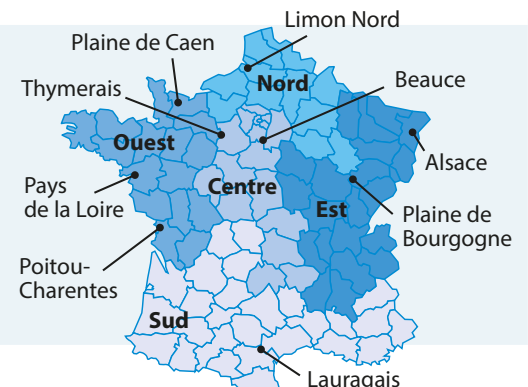 Limon Nord
Plaine de Caen
Nord
Beauce
Thymerais
Ouest
Alsace
Centre
Pays
de la Loire
Est
Plaine de
Bourgogne
Poitou-
Charentes
Sud
Lauragais